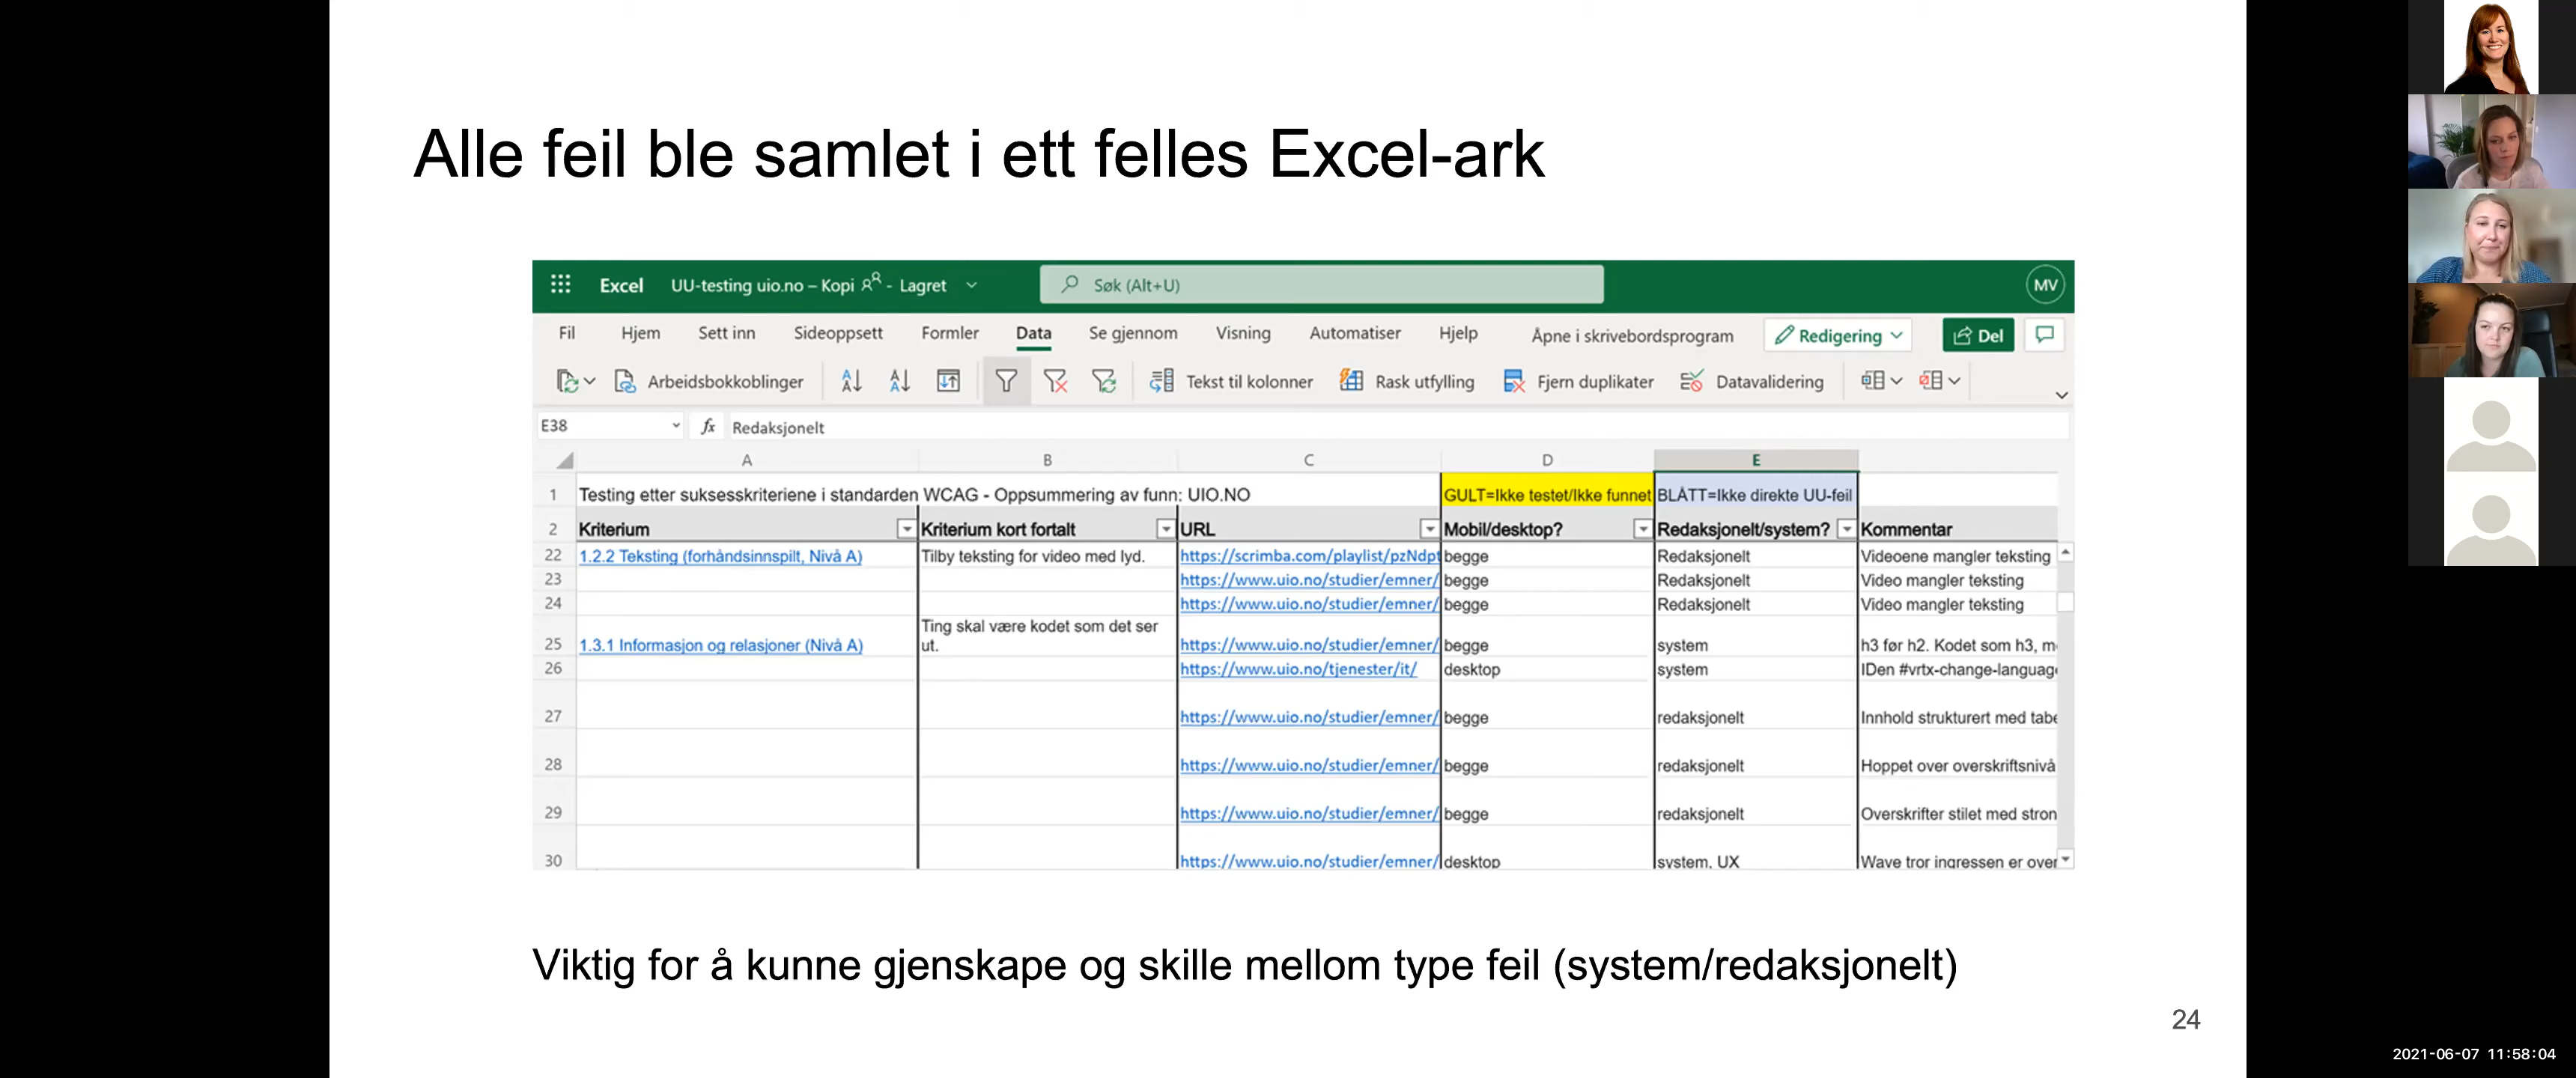 Alle feil ble samlet i ett felles Excel-ark
Excel UU-testing uio.no – Kopi - Lagret Søk (Alt+U) MV
Fil Hjem Sett inn Sideoppsett Formler Data Se gjennom Visning Automatiser Hjelp Åpne i skrivebordsprogram Redigering Del
Arbeidsbokkoblinger Tekst til kolonner Rask utfylling Fjern duplikater Datavalidering
E38 fx Redaksjonelt
A B C D E
1 Testing etter suksesskriteriene i standarden WCAG - Oppsummering av funn: UIO.NO GULT=Ikke testet/Ikke funnet BLÅTT=Ikke direkte UU-feil
2 Kriterium Kriterium kort fortalt URL Mobil/desktop? Redaksjonelt/system? Kommentar
22 1.2.2 Teksting (forhåndsinnspilt, Nivå A) Tilby teksting for video med lyd. https://scrimba.com/playlist/pzNdpt begge Redaksjonelt Videoene mangler teksting
23 https://www.uio.no/studier/emner/ begge Redaksjonelt Video mangler teksting
24 https://www.uio.no/studier/emner/ begge Redaksjonelt Video mangler teksting
Ting skal være kodet som det ser
25 1.3.1 Informasjon og relasjoner (Nivå A) ut. https://www.uio.no/studier/emner/ begge system h3 før h2. Kodet som h3, m
26 https://www.uio.no/tjenester/it/ desktop system IDen #vrtx-change-language
27 https://www.uio.no/studier/emner/ begge redaksjonelt Innhold strukturert med tabe
28 https://www.uio.no/studier/emner/ begge redaksjonelt Hoppet over overskriftsnivå
29 https://www.uio.no/studier/emner/ begge redaksjonelt Overskrifter stilet med stron
30 https://www.uio.no/studier/emner/ desktop system, UX Wave tror ingressen er over
Viktig for å kunne gjenskape og skille mellom type feil (system/redaksjonelt)
24
2021-06-07 11:58:04